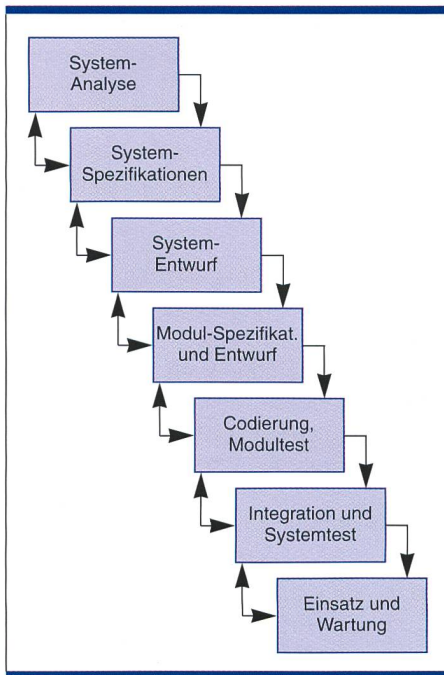 System-
Analyse
System-
Spezifikationen
System-
Entwurf
Modul-Spezifikat.
und Entwurf
Codierung,
Modultest
Integration und
Systemtest
Einsatz und
Wartung